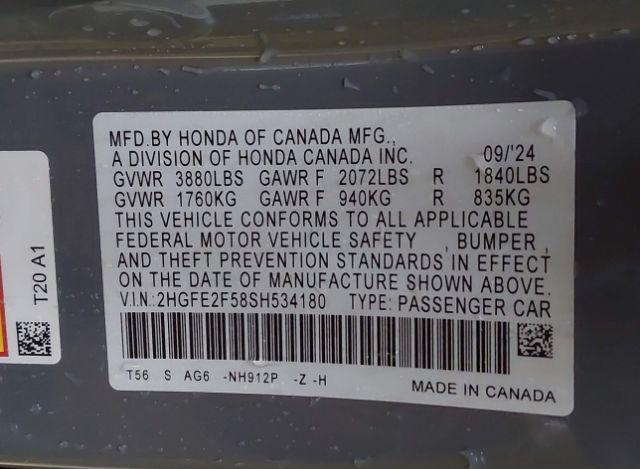 MFD.BY HONDA OF CANADA MFG.,
A DIVISION OF HONDA CANADA INC. 09/'24
GVWR 3880LBS GAWR F 2072LBS R 1840LBS
GVWR 1760KG GAWR F 940KG R 835KG
THIS VEHICLE CONFORMS TO ALL APPLICABLE
FEDERAL MOTOR VEHICLE SAFETY , BUMPER ,
AND THEFT PREVENTION STANDARDS IN EFFECT
ON THE DATE OF MANUFACTURE SHOWN ABOVE.
V.I.N: 2HGFE2F58SH534180 TYPE: PASSENGER CAR
T56 S AG6 -NH912P -Z -H
MADE IN CANADA
T20 A1